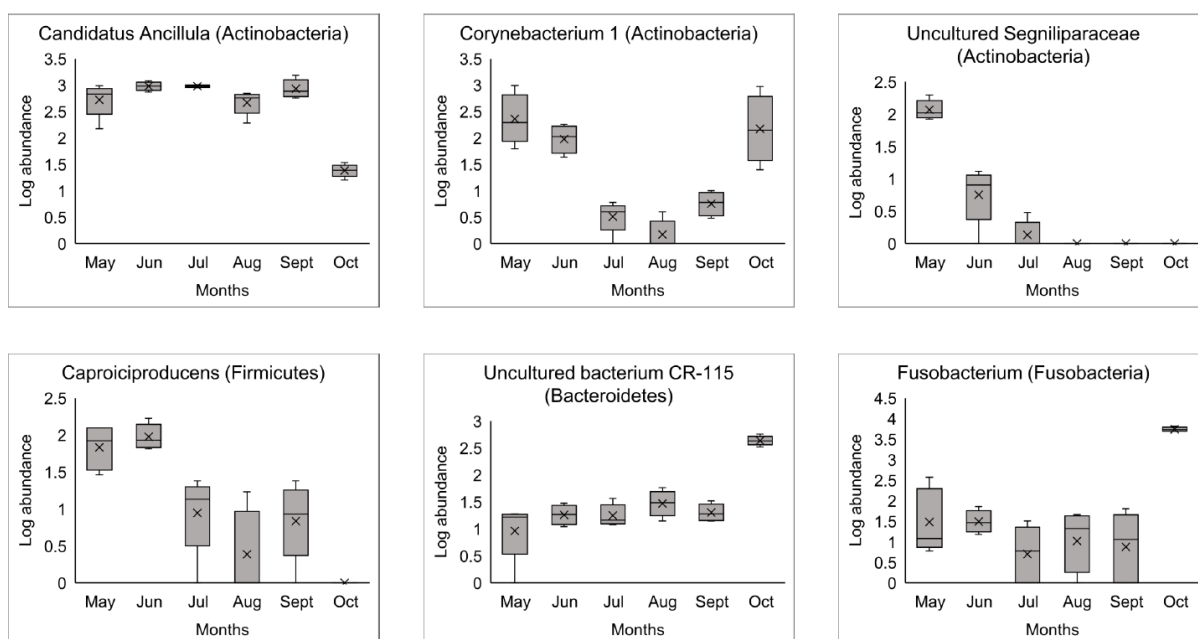 Candidatus Ancillula (Actinobacteria)
3.5
3
2.5
2
1.5
1
0.5
0
Log abundance
May Jun Jul Aug Sept Oct
Months
Corynebacterium 1 (Actinobacteria)
3.5
3
2.5
2
1.5
1
0.5
0
Log abundance
May Jun Jul Aug Sept Oct
Months
Uncultured Segniliparaceae
(Actinobacteria)
2.5
2
1.5
1
0.5
0
Log abundance
May Jun Jul Aug Sept Oct
Months
Caproiciproducens (Firmicutes)
2.5
2
1.5
1
0.5
0
Log abundance
May Jun Jul Aug Sept Oct
Months
Uncultured bacterium CR-115
(Bacteroidetes)
3
2.5
2
1.5
1
0.5
0
Log abundance
May Jun Jul Aug Sept Oct
Months
Fusobacterium (Fusobacteria)
4.5
4
3.5
3
2.5
2
1.5
1
0.5
0
Log abundance
May Jun Jul Aug Sept Oct
Months